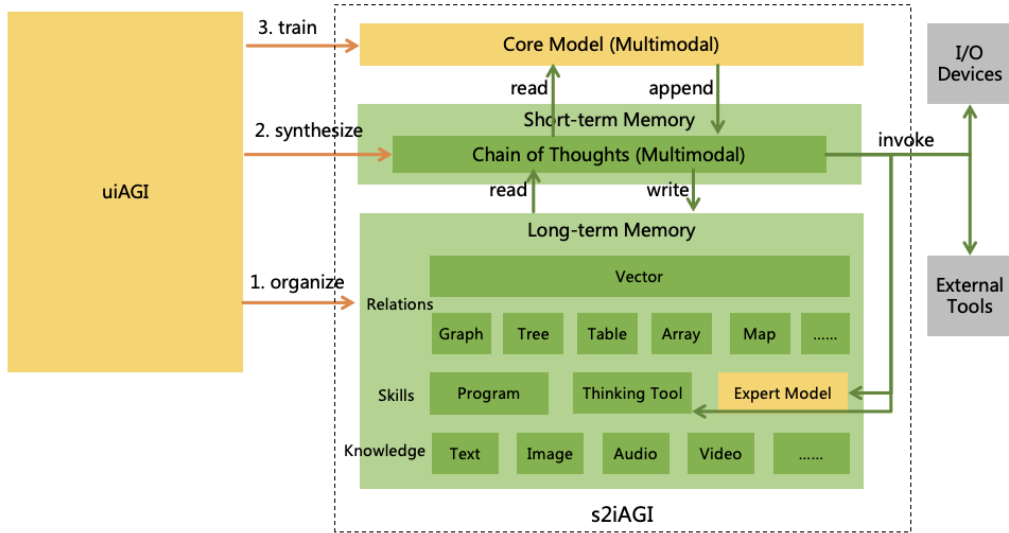 3. train
Core Model (Multimodal)
I/O
Devices
read
append
Short-term Memory
2. synthesize
invoke
Chain of Thoughts (Multimodal)
uiAGI
read
write
Long-term Memory
1. organize
Vector
External
Tools
Relations
Graph
Tree
Table
Array
Map
......
Skills
Program
Thinking Tool
Expert Model
Knowledge
Text
Image
Audio
Video
......
s2iAGI